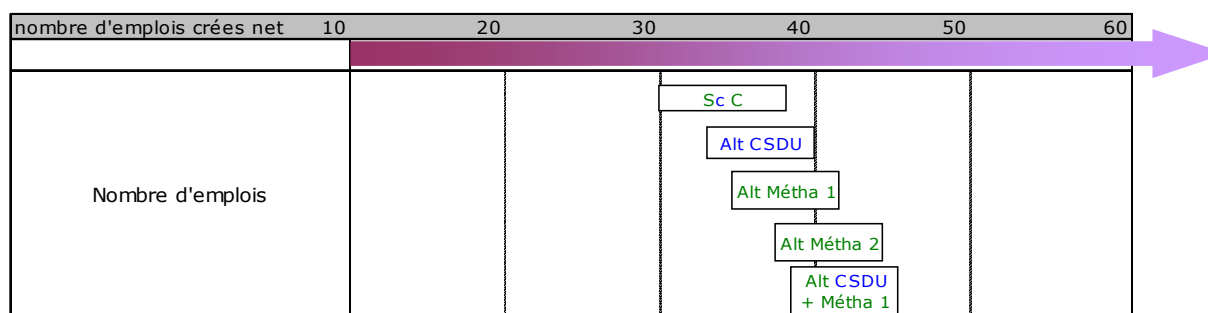 nombre d'emplois crées net 10 20 30 40 50 60
Sc C
Alt CSDU
Alt Métha 1
Nombre d'emplois
Alt Métha 2
Alt CSDU
+ Métha 1